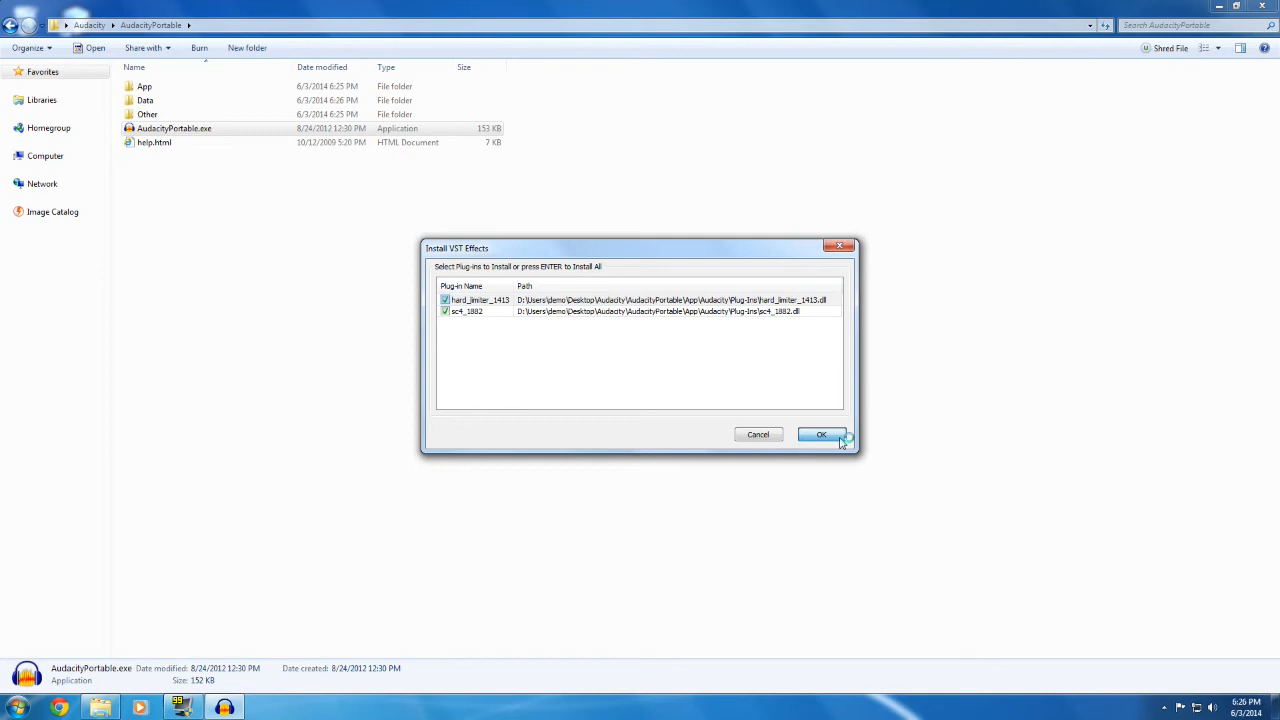 Audacity AudacityPortable Search AudacityPortable
Organize Open Share with Burn New folder Shred File
Name Date modified Type Size
Favorites
Libraries
Homegroup
Computer
Network
Image Catalog
App 6/3/2014 6:25 PM File folder
Data 6/3/2014 6:26 PM File folder
Other 6/3/2014 6:25 PM File folder
AudacityPortable.exe 8/24/2012 12:30 PM Application 153 KB
help.html 10/12/2009 5:20 PM HTML Document 7 KB
Install VST Effects
Select Plug-ins to Install or press ENTER to Install All
Plug-in Name Path
hard_limiter_1413 D:\Users\demo\Desktop\Audacity\AudacityPortable\App\Audacity\Plug-Ins\hard_limiter_1413.dll
sc4_1882 D:\Users\demo\Desktop\Audacity\AudacityPortable\App\Audacity\Plug-Ins\sc4_1882.dll
Cancel OK
AudacityPortable.exe Date modified: 8/24/2012 12:30 PM Date created: 8/24/2012 12:30 PM
Application Size: 152 KB
99
6:26 PM
6/3/2014